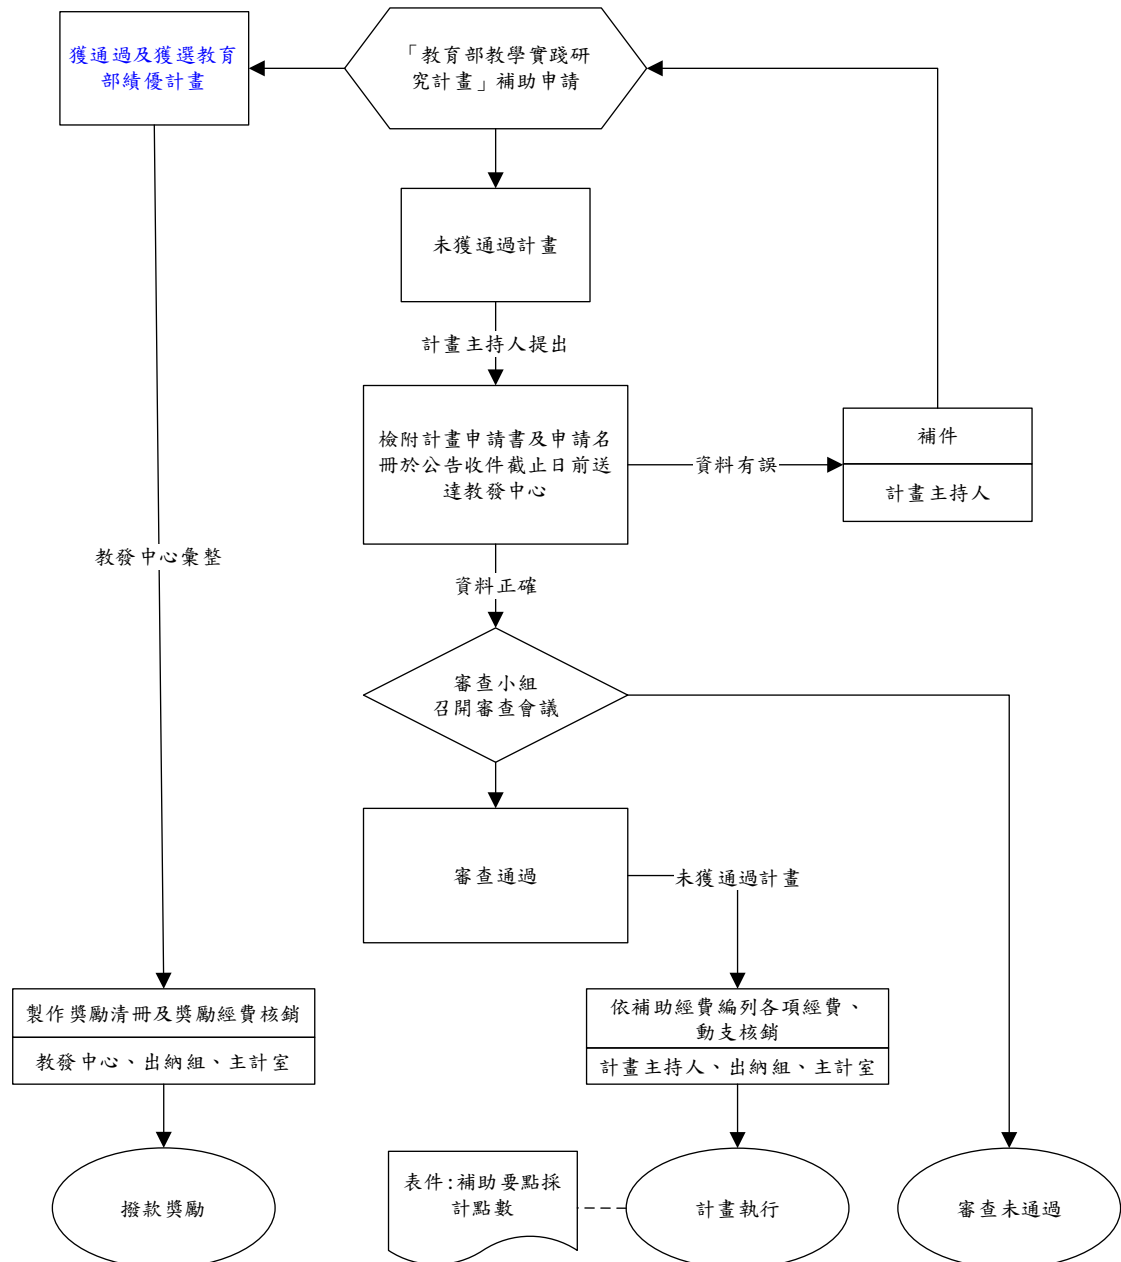 獲通過及獲選教育
部績優計畫
「教育部教學實踐研
究計畫」補助申請
未獲通過計畫
計畫主持人提出
檢附計畫申請書及申請名
冊於公告收件截止日前送
達教發中心
資料有誤
補件
計畫主持人
教發中心彙整
資料正確
審查小組
召開審查會議
審查通過
未獲通過計畫
製作獎勵清冊及獎勵經費核銷
教發中心、出納組、主計室
依補助經費編列各項經費、
動支核銷
計畫主持人、出納組、主計室
撥款獎勵
表件:補助要點採
計點數
計畫執行
審查未通過